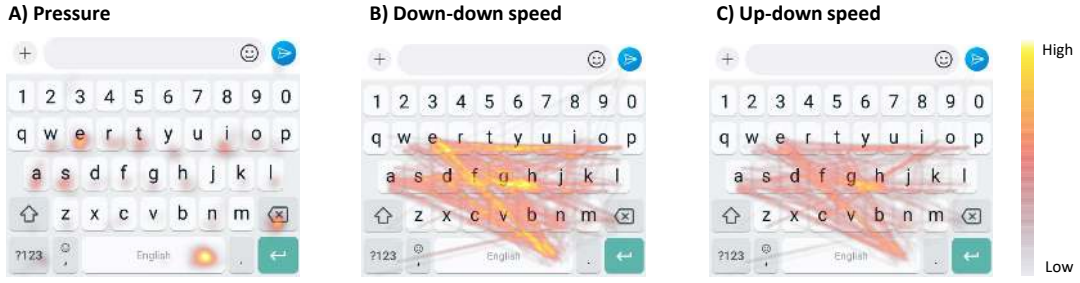 A) Pressure
B) Down-down speed
C) Up-down speed
+
1 2 3 4 5 6 7 8 9 0
q w e r t y u i o p
a s d f g h j k l
z x c v b n m
?123 , English .
+
1 2 3 4 5 6 7 8 9 0
q w e r t y u i o p
a s d f g h j k l
z x c v b n m
?123 , English .
+
1 2 3 4 5 6 7 8 9 0
q w e r t y u i o p
a s d f g h j k l
z x c v b n m
?123 , English .
High
Low